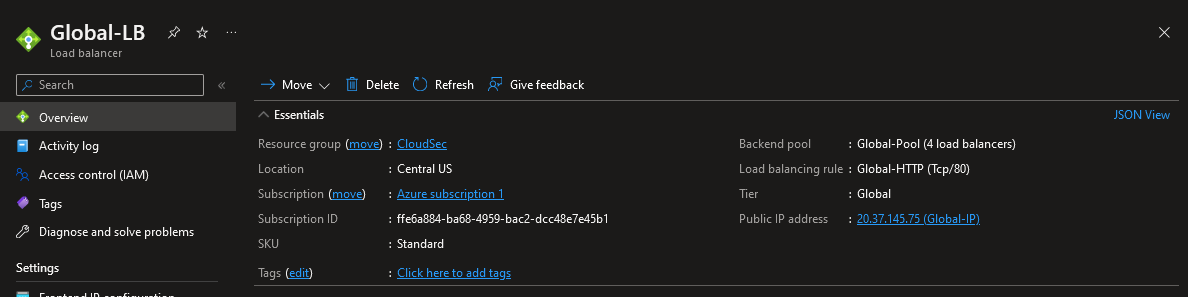 Global-LB
Load balancer
Search
Move Delete Refresh Give feedback
Overview
Activity log
Access control (IAM)
Tags
Diagnose and solve problems
Settings
Frontend IP configuration
Essentials JSON View
Resource group (move) : CloudSec
Location : Central US
Subscription (move) : Azure subscription 1
Subscription ID : ffe6a884-ba68-4959-bac2-dcc48e7e45b1
SKU : Standard
Tags (edit) : Click here to add tags
Backend pool : Global-Pool (4 load balancers)
Load balancing rule : Global-HTTP (Tcp/80)
Tier : Global
Public IP address : 20.37.145.75 (Global-IP)